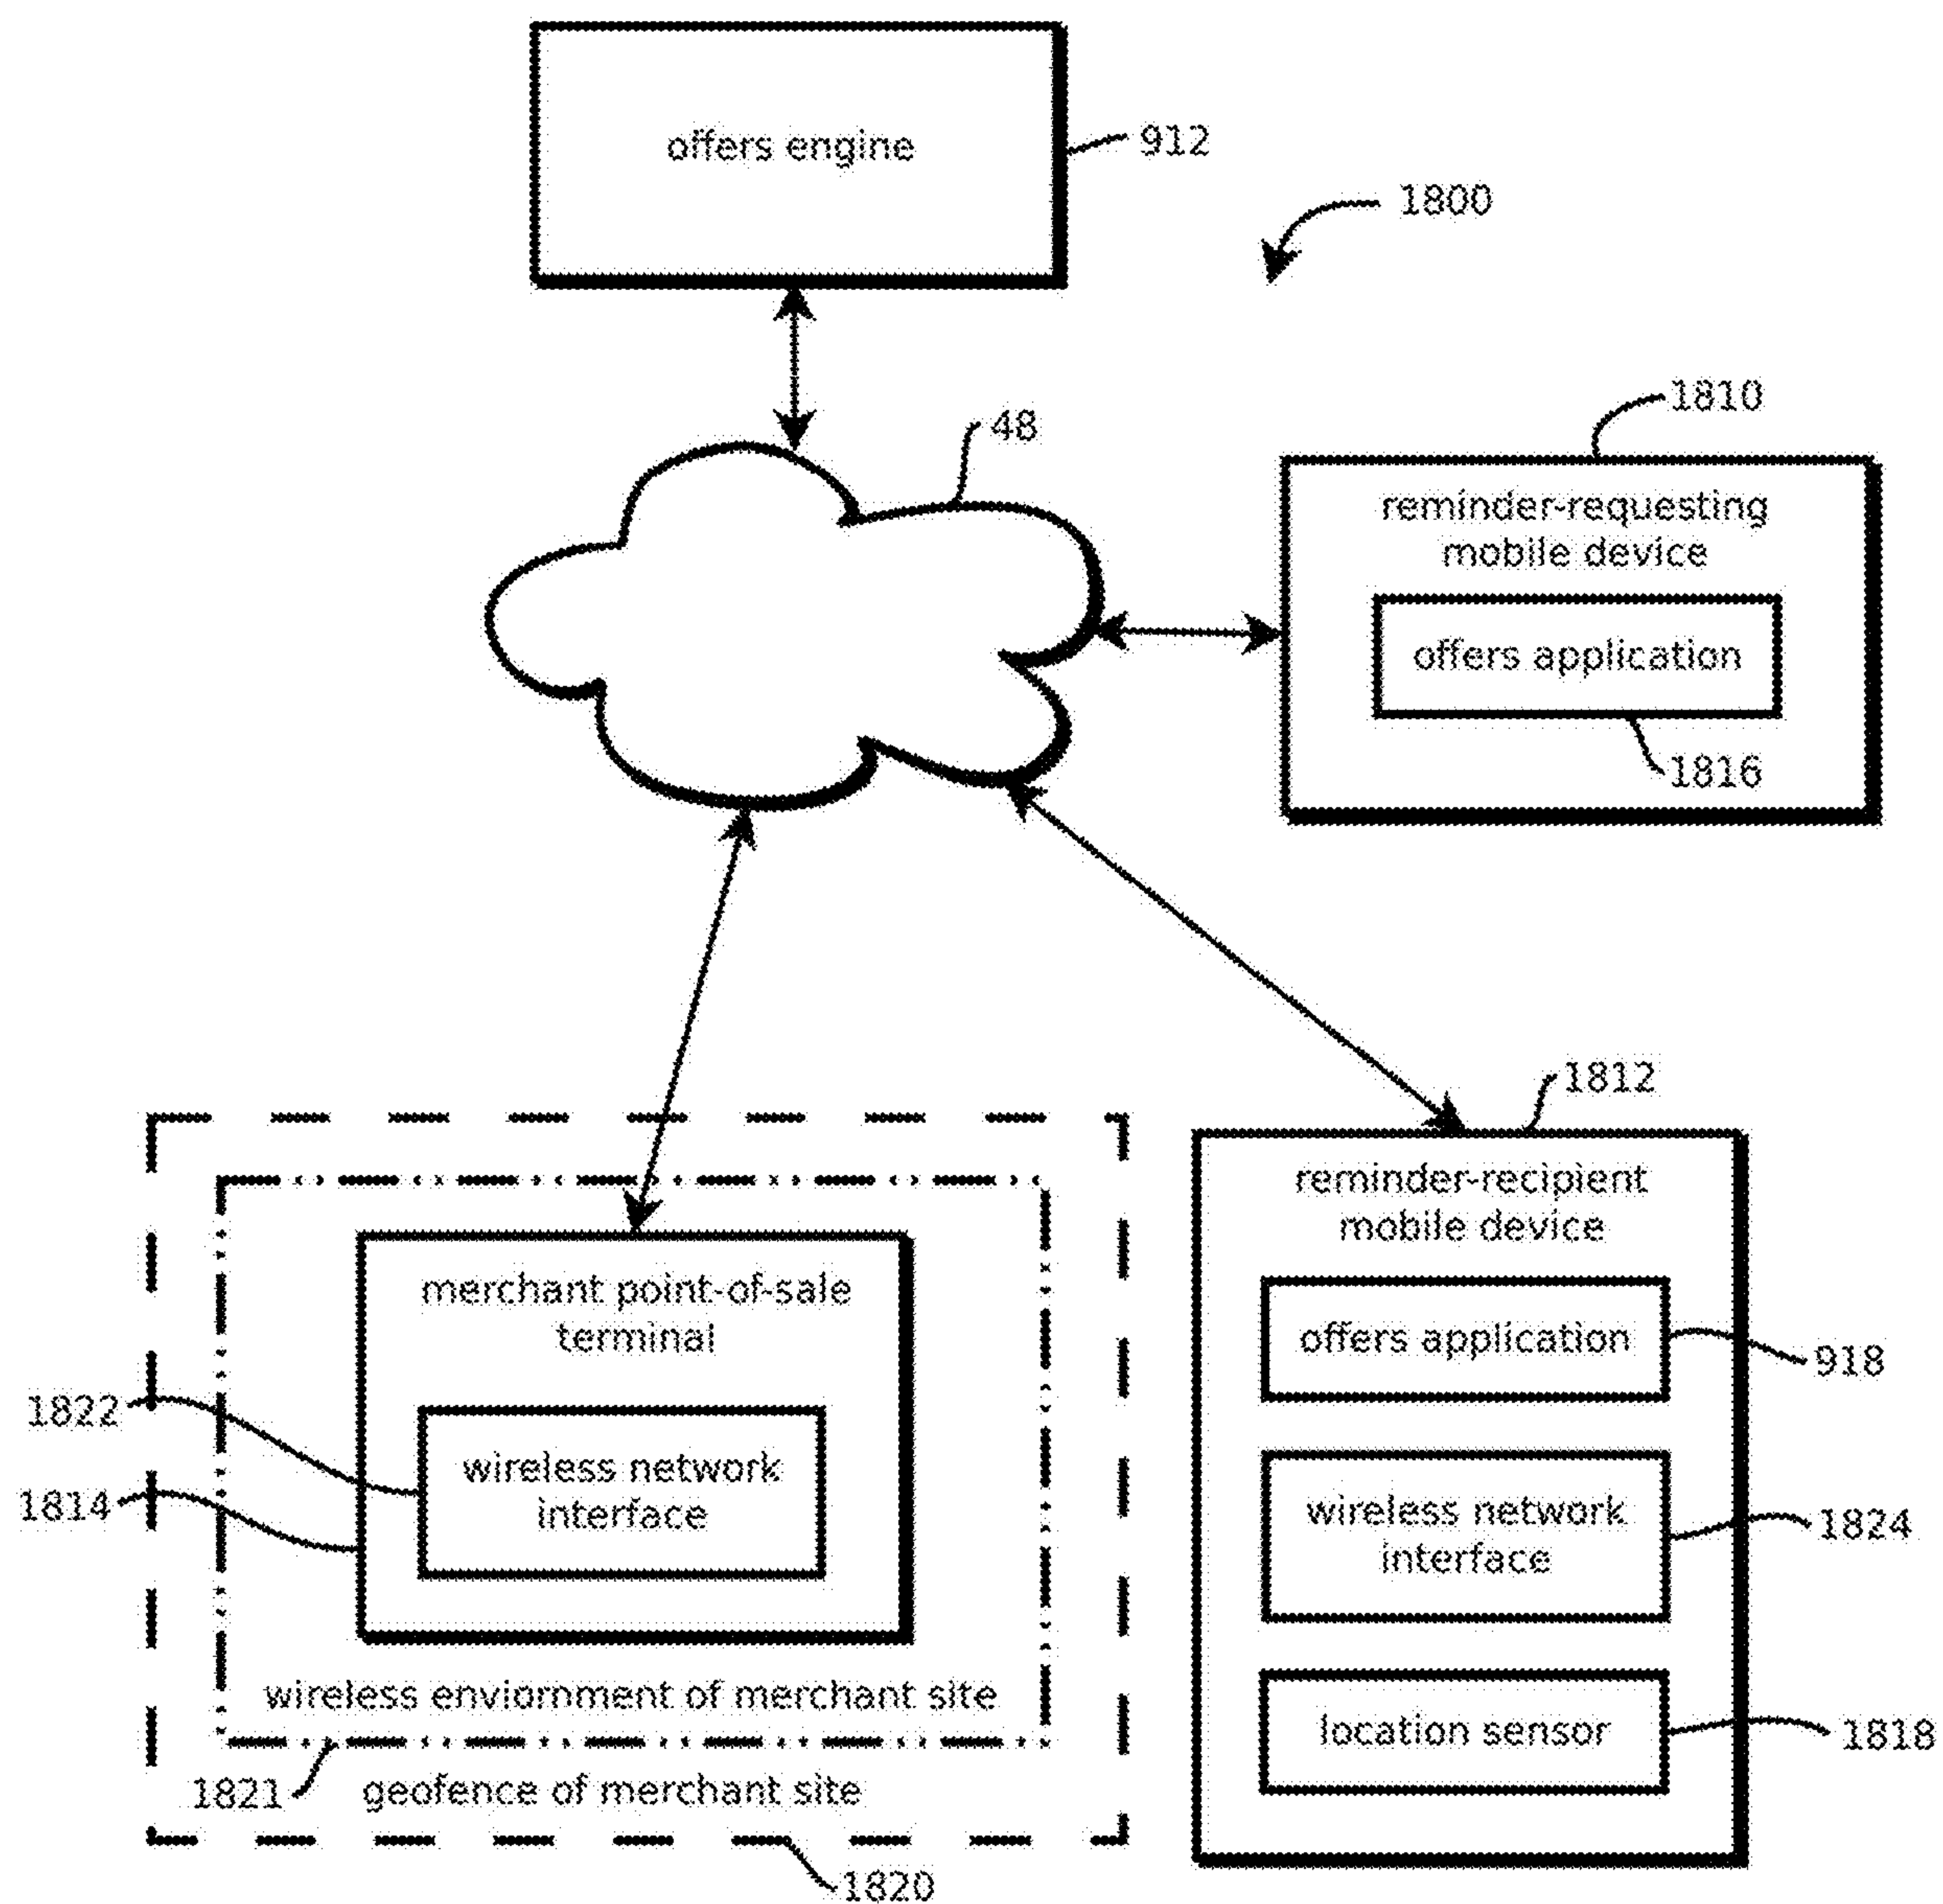 offers engine
912
1800
48
1810
reminder-requesting
mobile device
offers application
1816
1812
reminder-recipient
mobile device
offers application
918
wireless network
interface
1824
location sensor
1818
merchant point-of-sale
terminal
1822
wireless network
interface
1814
wireless enviornment of merchant site
1821
geofence of merchant site
1820